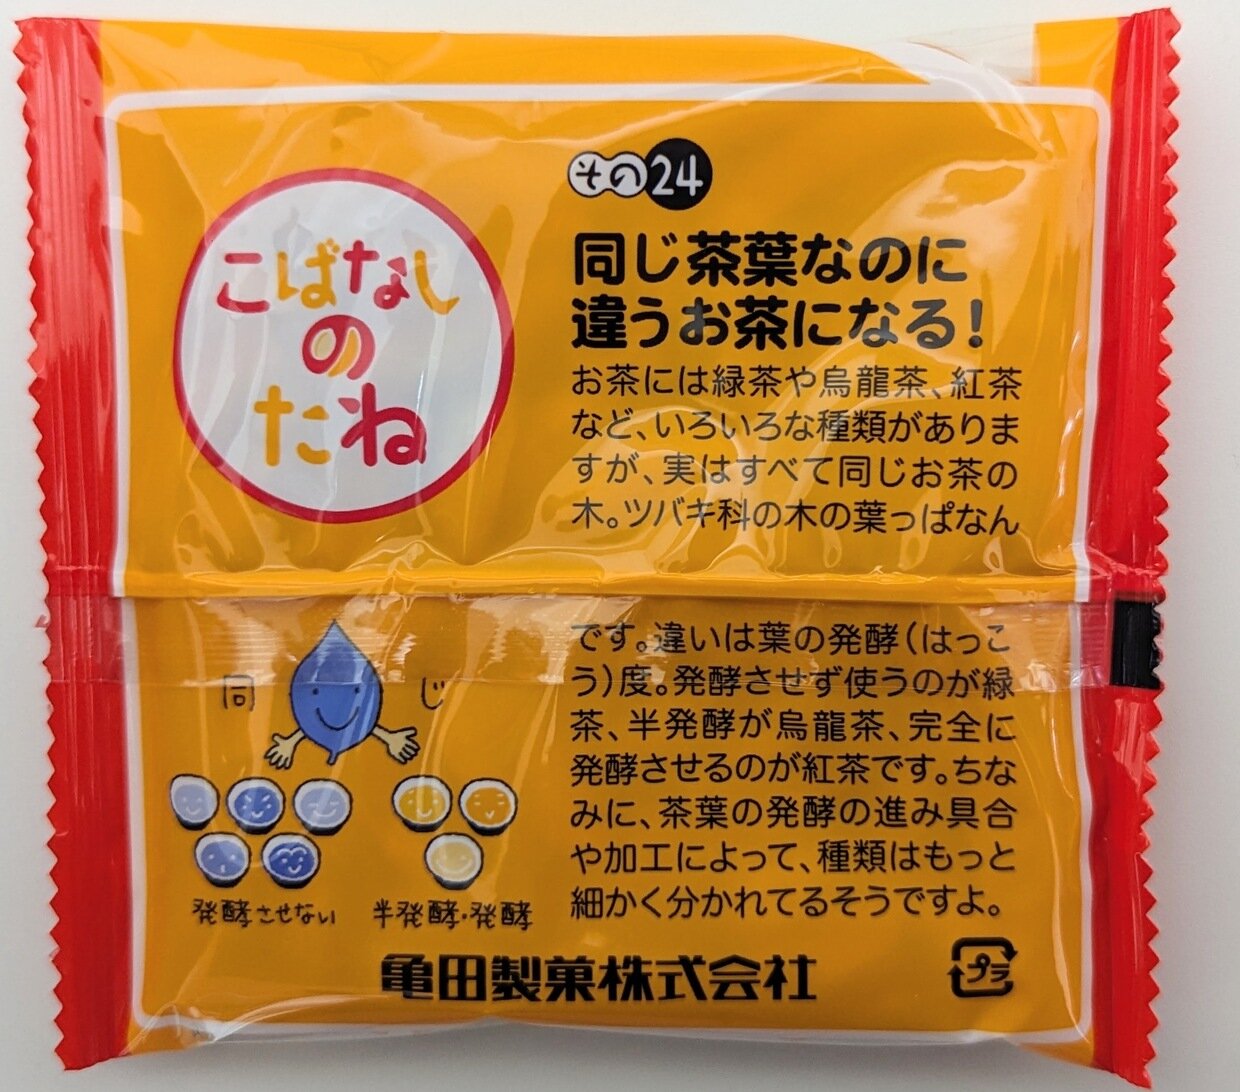 こばなし
の
たね
その24
同じ茶葉なのに
違うお茶になる!
お茶には緑茶や烏龍茶、紅茶
など、いろいろな種類がありま
すが、実はすべて同じお茶の
木。ツバキ科の木の葉っぱなん
です。違いは葉の発酵(はっこ
う)度。発酵させず使うのが緑
茶、半発酵が烏龍茶、完全に
発酵させるのが紅茶です。ちな
みに、茶葉の発酵の進み具合
や加工によって、種類はもっと
細かく分かれてるそうですよ。
同じ
発酵させない
半発酵・発酵
亀田製菓株式会社
プラ